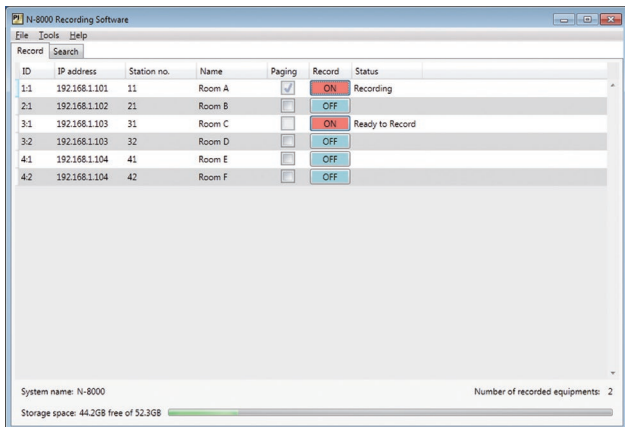 N-8000 Recording Software
File Tools Help
Record Search
ID IP address Station no. Name Paging Record Status
1:1 192.168.1.101 11 Room A ON Recording
2:1 192.168.1.102 21 Room B OFF
3:1 192.168.1.103 31 Room C ON Ready to Record
3:2 192.168.1.103 32 Room D OFF
4:1 192.168.1.104 41 Room E OFF
4:2 192.168.1.104 42 Room F OFF
System name: N-8000 Number of recorded equipments: 2
Storage space: 44.2GB free of 52.3GB